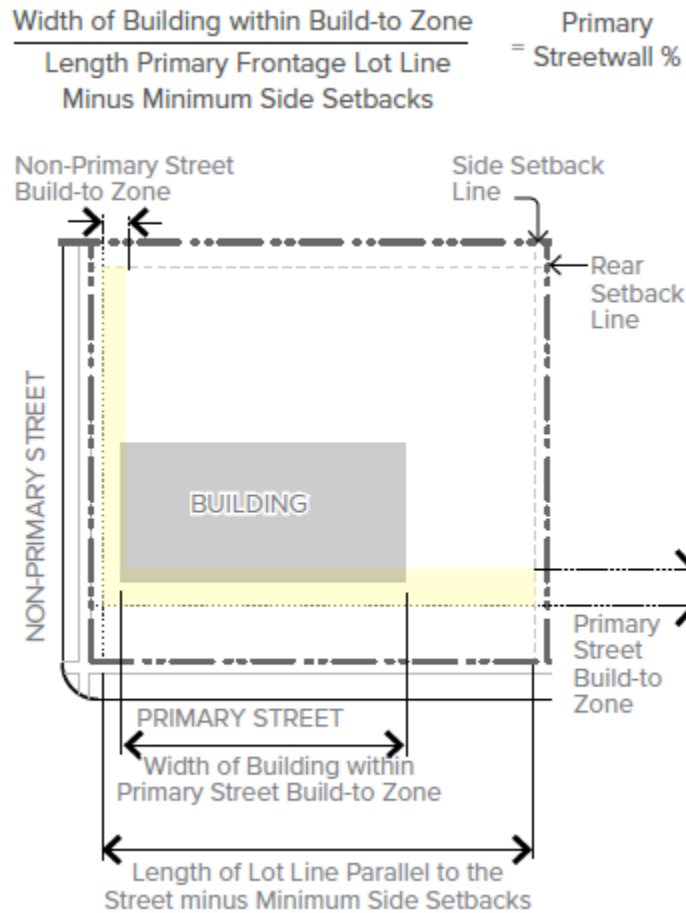 Width of Building within Build-to Zone
Length Primary Frontage Lot Line
Minus Minimum Side Setbacks
=
Primary
Streetwall %
Non-Primary Street
Build-to Zone
Side Setback
Line
Rear
Setback
Line
NON-PRIMARY STREET
BUILDING
Primary
Street
Build-to
Zone
PRIMARY STREET
Width of Building within
Primary Street Build-to Zone
Length of Lot Line Parallel to the
Street minus Minimum Side Setbacks